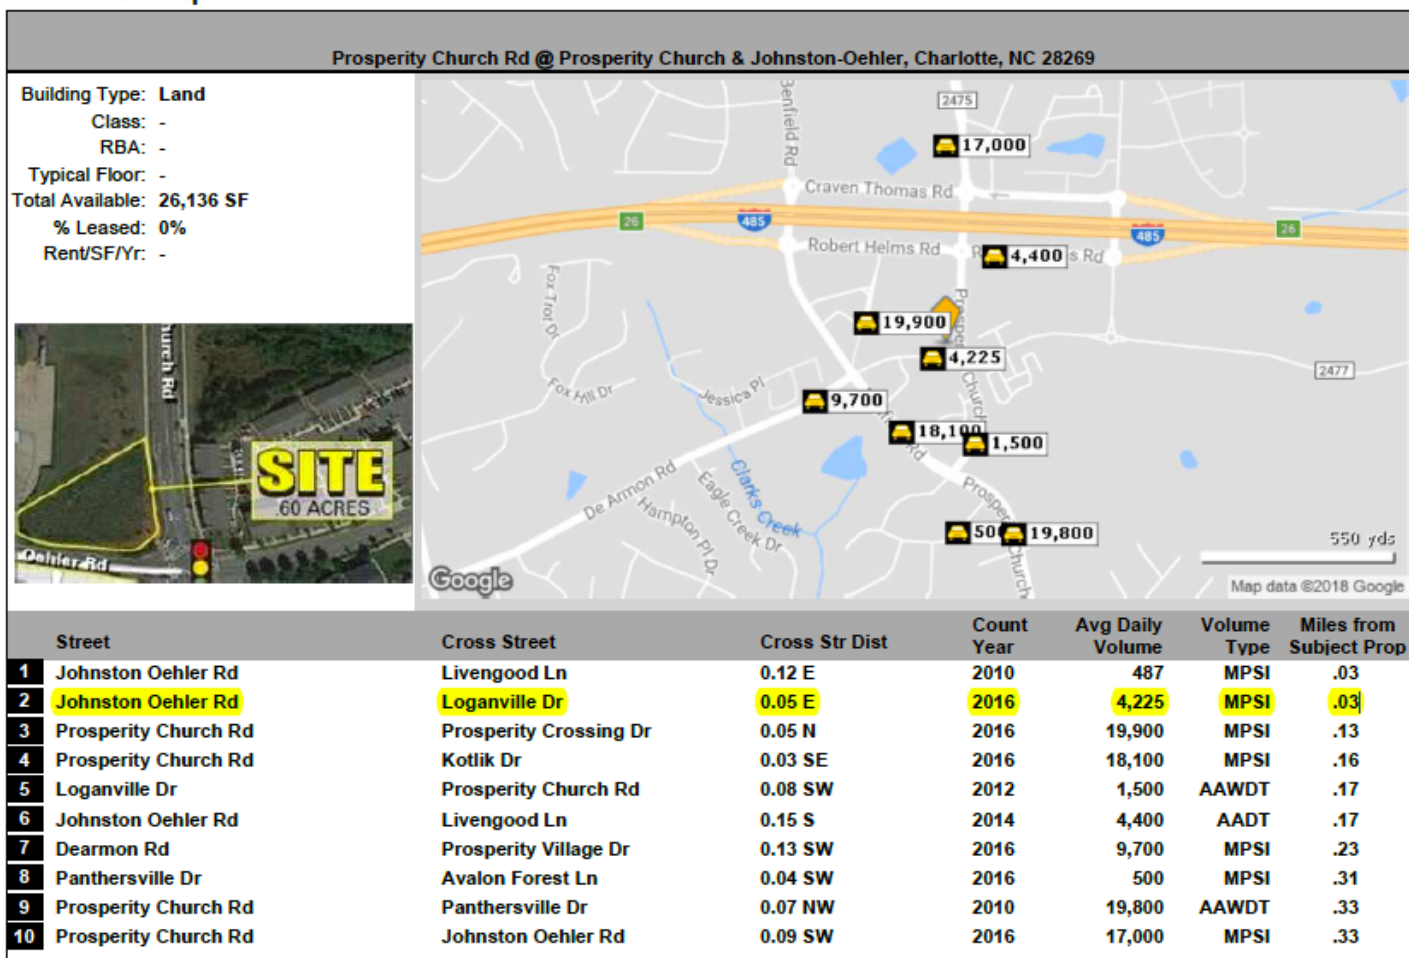 Prosperity Church Rd @ Prosperity Church & Johnston-Oehler, Charlotte, NC 28269
Building Type: Land
Class: -
RBA: -
Typical Floor: -
Total Available: 26,136 SF
% Leased: 0%
Rent/SF/Yr: -
hurch Rd
SITE
.60 ACRES
Oehler Rd
Benfield Rd
2475
17,000
Craven Thomas Rd
26
485
485
26
Robert Helms Rd
4,400
s Rd
Fox Trot Dr
Prosper
19,900
4,225
2477
Fox Hill Dr
Jessica Pl
Church
9,700
18,100
1,500
Rd
De Armon Rd
Clarks Creek
Eagle Creek Dr
Hampton Pl Dr
Prosper
Church
500
19,800
550 yds
Google
Map data ©2018 Google
Street Cross Street Cross Str Dist Count Year Avg Daily Volume Volume Type Miles from Subject Prop
1 Johnston Oehler Rd Livengood Ln 0.12 E 2010 487 MPSI .03
2 Johnston Oehler Rd Loganville Dr 0.05 E 2016 4,225 MPSI .03
3 Prosperity Church Rd Prosperity Crossing Dr 0.05 N 2016 19,900 MPSI .13
4 Prosperity Church Rd Kotlik Dr 0.03 SE 2016 18,100 MPSI .16
5 Loganville Dr Prosperity Church Rd 0.08 SW 2012 1,500 AAWDT .17
6 Johnston Oehler Rd Livengood Ln 0.15 S 2014 4,400 AADT .17
7 Dearmon Rd Prosperity Village Dr 0.13 SW 2016 9,700 MPSI .23
8 Panthersville Dr Avalon Forest Ln 0.04 SW 2016 500 MPSI .31
9 Prosperity Church Rd Panthersville Dr 0.07 NW 2010 19,800 AAWDT .33
10 Prosperity Church Rd Johnston Oehler Rd 0.09 SW 2016 17,000 MPSI .33